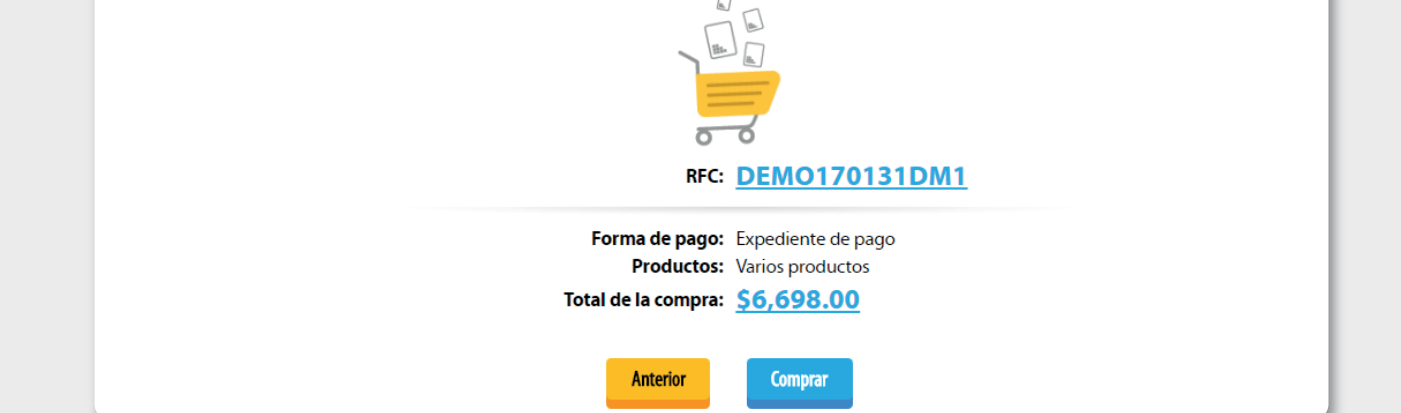 RFC: DEMO170131DM1
Forma de pago: Expediente de pago
Productos: Varios productos
Total de la compra: $6,698.00
Anterior Comprar